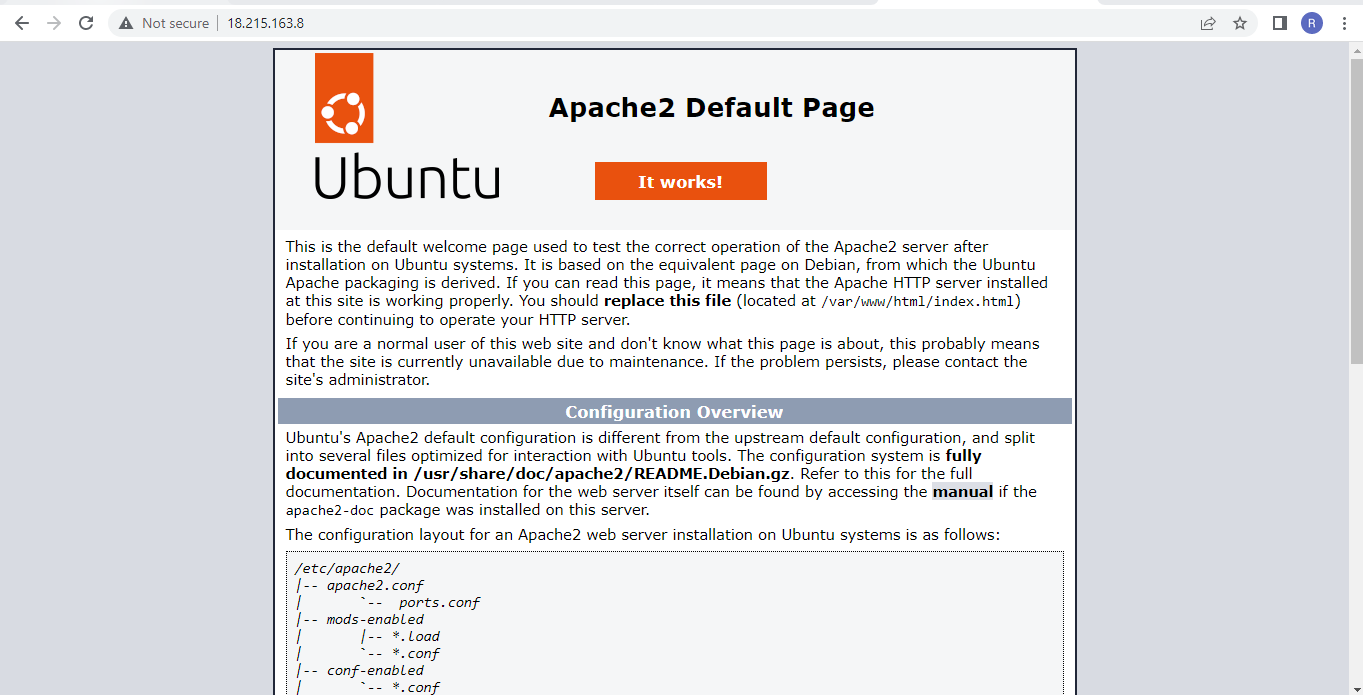 Not secure
18.215.163.8
R
Apache2 Default Page
Ubuntu
It works!
This is the default welcome page used to test the correct operation of the Apache2 server after
installation on Ubuntu systems. It is based on the equivalent page on Debian, from which the Ubuntu
Apache packaging is derived. If you can read this page, it means that the Apache HTTP server installed
at this site is working properly. You should replace this file (located at /var/www/html/index.html)
before continuing to operate your HTTP server.
If you are a normal user of this web site and don't know what this page is about, this probably means
that the site is currently unavailable due to maintenance. If the problem persists, please contact the
site's administrator.
Configuration Overview
Ubuntu's Apache2 default configuration is different from the upstream default configuration, and split
into several files optimized for interaction with Ubuntu tools. The configuration system is fully
documented in /usr/share/doc/apache2/README.Debian.gz. Refer to this for the full
documentation. Documentation for the web server itself can be found by accessing the manual if the
apache2-doc package was installed on this server.
The configuration layout for an Apache2 web server installation on Ubuntu systems is as follows:
/etc/apache2/
|-- apache2.conf
|       `--  ports.conf
|-- mods-enabled
|       |-- *.load
|       `-- *.conf
|-- conf-enabled
|       `-- *.conf